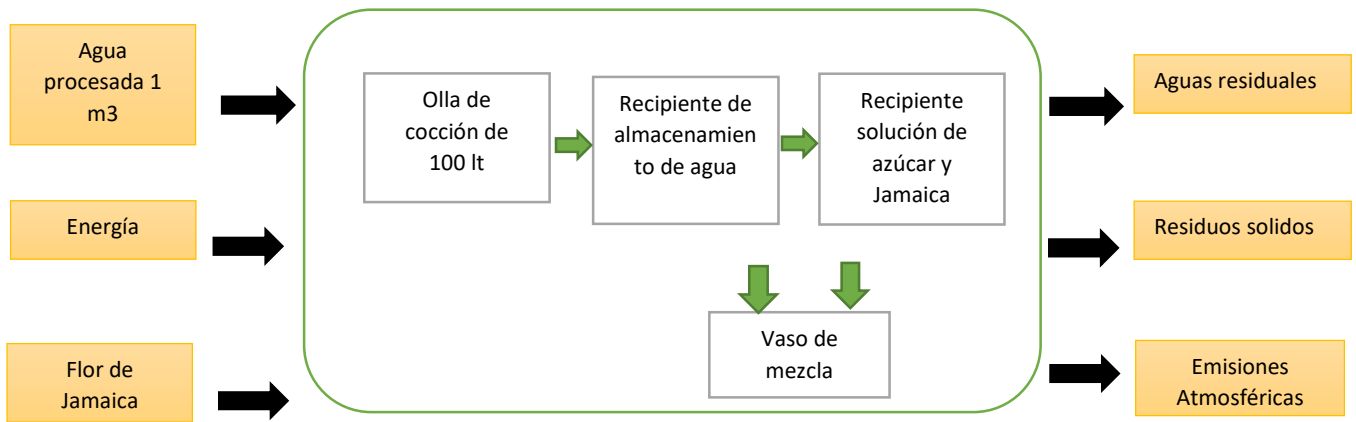 Agua
procesada 1
m3
Energía
Flor de
Jamaica
Olla de
cocción de
100 lt
Recipiente de
almacenamien
to de agua
Recipiente
solución de
azúcar y
Jamaica
Vaso de
mezcla
Aguas residuales
Residuos solidos
Emisiones
Atmosféricas